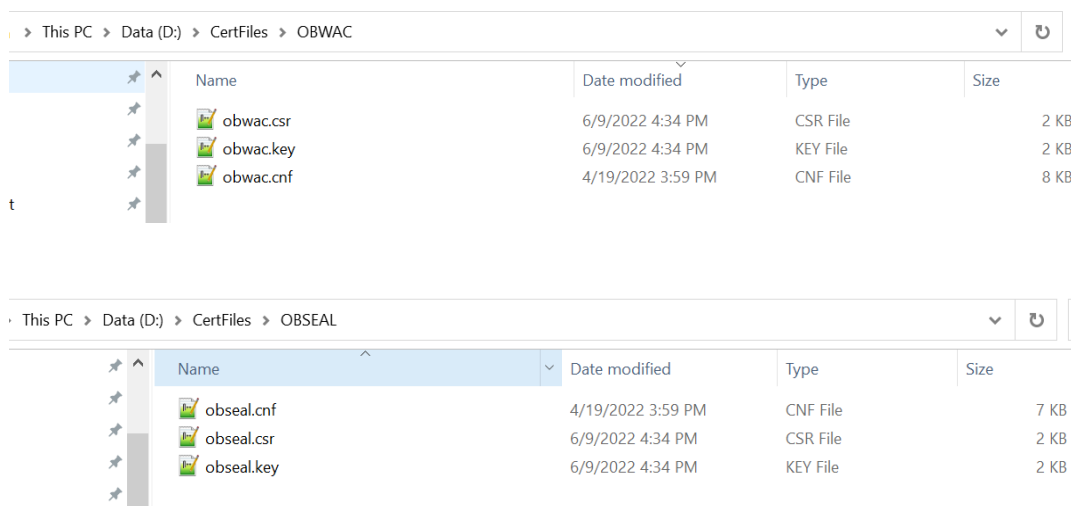 This PC > Data (D:) > CertFiles > OBWAC
Name Date modified Type Size
obwac.csr 6/9/2022 4:34 PM CSR File 2 KB
obwac.key 6/9/2022 4:34 PM KEY File 2 KB
obwac.cnf 4/19/2022 3:59 PM CNF File 8 KB
t
This PC > Data (D:) > CertFiles > OBSEAL
Name Date modified Type Size
obseal.cnf 4/19/2022 3:59 PM CNF File 7 KB
obseal.csr 6/9/2022 4:34 PM CSR File 2 KB
obseal.key 6/9/2022 4:34 PM KEY File 2 KB